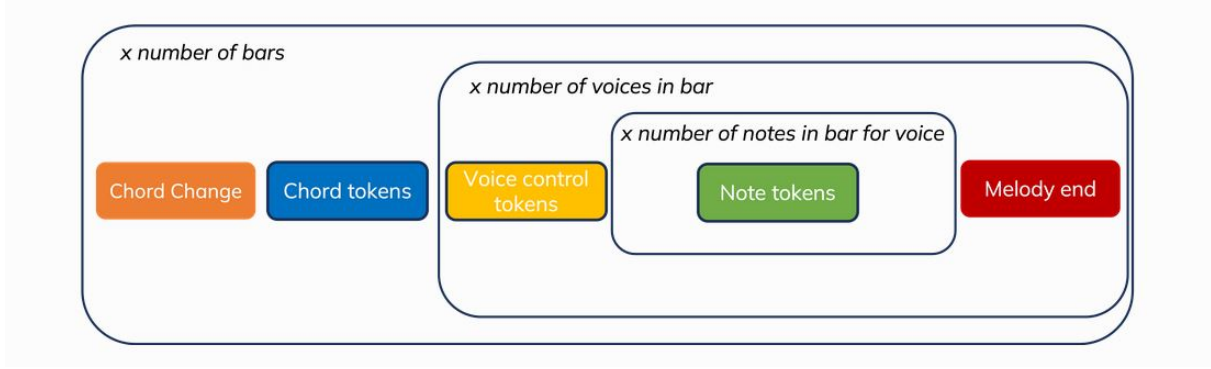 x number of bars
x number of voices in bar
x number of notes in bar for voice
Chord Change
Chord tokens
Voice control
tokens
Note tokens
Melody end